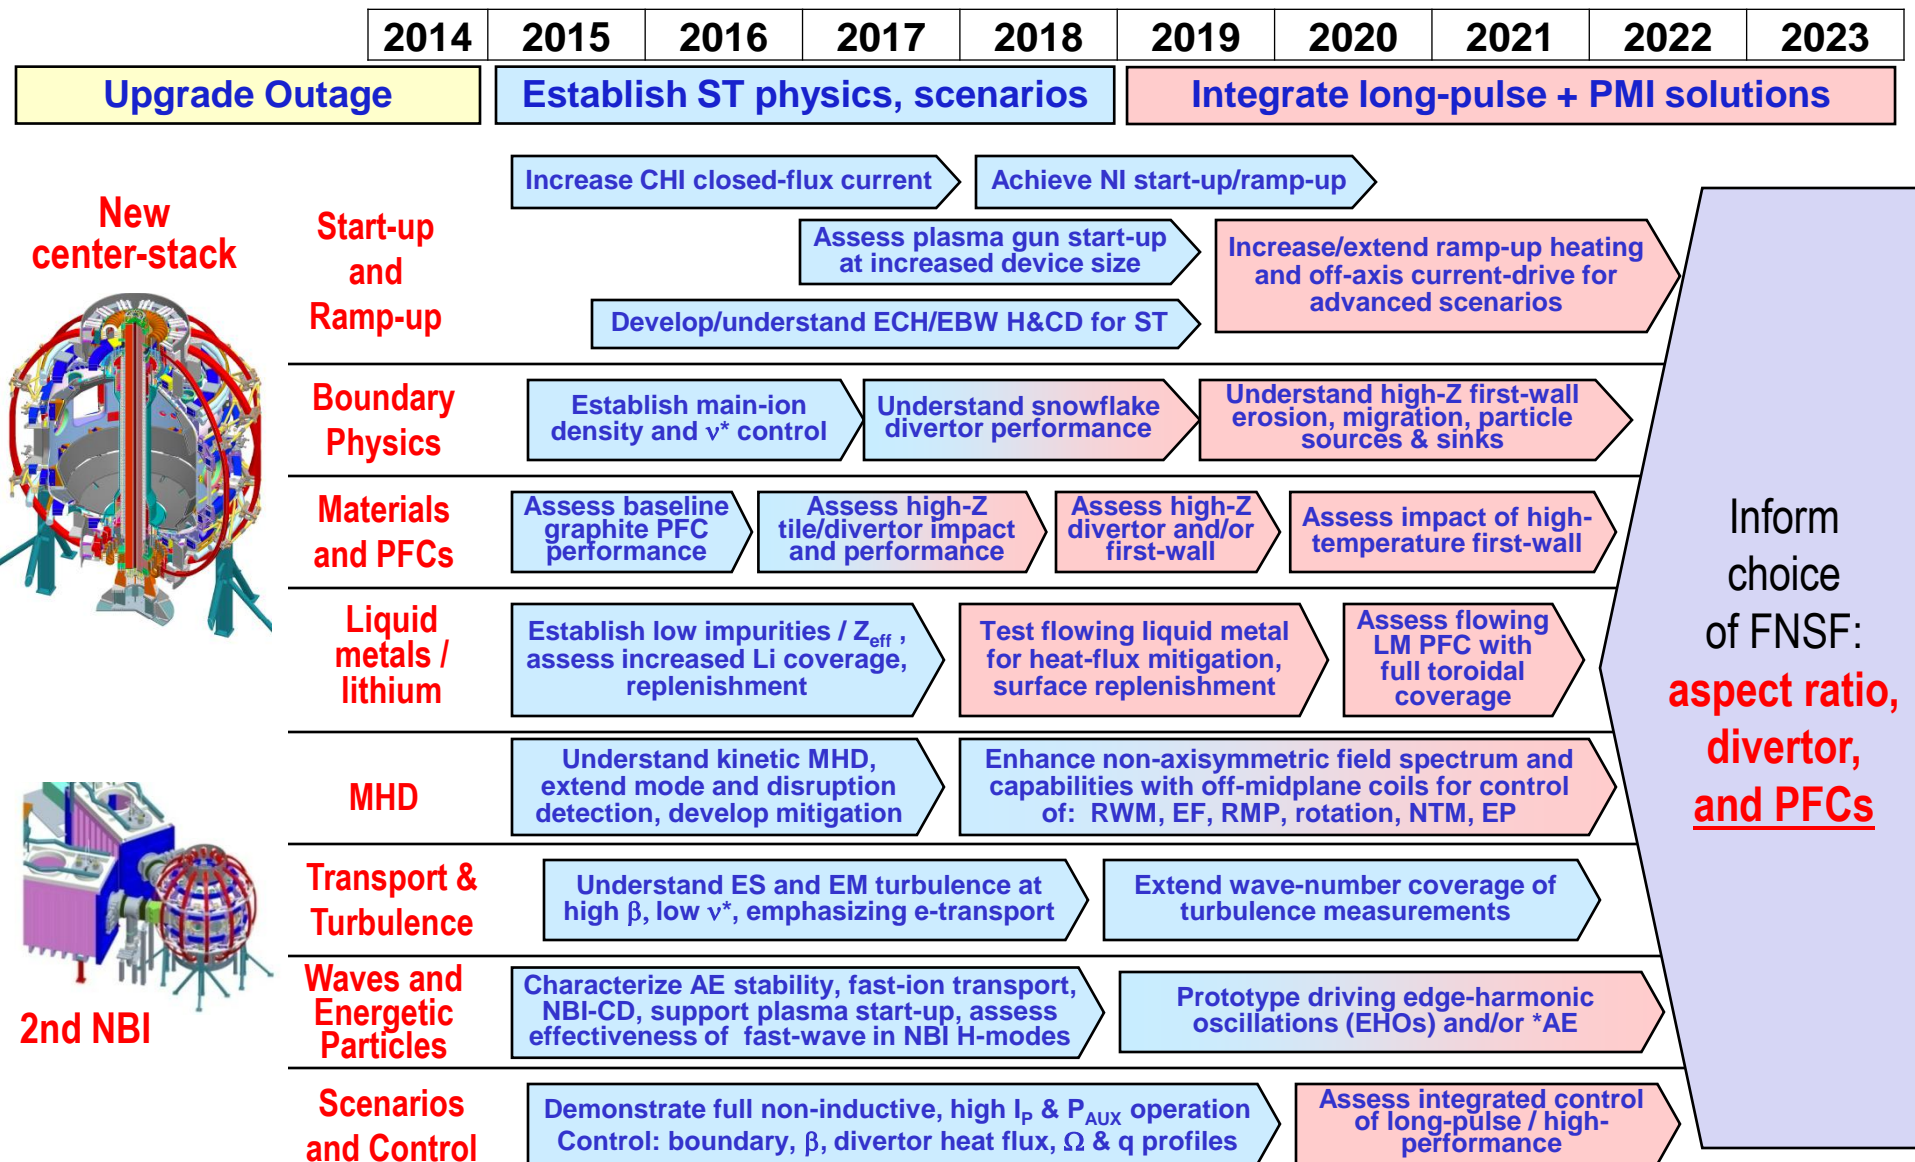 2014 2015 2016 2017 2018 2019 2020 2021 2022 2023
Upgrade Outage
Establish ST physics, scenarios
Integrate long-pulse + PMI solutions
New
center-stack
2nd NBI
Start-up
and
Ramp-up
Increase CHI closed-flux current
Achieve NI start-up/ramp-up
Assess plasma gun start-up
at increased device size
Increase/extend ramp-up heating
and off-axis current-drive for
advanced scenarios
Develop/understand ECH/EBW H&CD for ST
Boundary
Physics
Establish main-ion
density and ν* control
Understand snowflake
divertor performance
Understand high-Z first-wall
erosion, migration, particle
sources & sinks
Materials
and PFCs
Assess baseline
graphite PFC
performance
Assess high-Z
tile/divertor impact
and performance
Assess high-Z
divertor and/or
first-wall
Assess impact of high-
temperature first-wall
Liquid
metals /
lithium
Establish low impurities / Zeff ,
assess increased Li coverage,
replenishment
Test flowing liquid metal
for heat-flux mitigation,
surface replenishment
Assess flowing
LM PFC with
full toroidal
coverage
MHD
Understand kinetic MHD,
extend mode and disruption
detection, develop mitigation
Enhance non-axisymmetric field spectrum and
capabilities with off-midplane coils for control
of: RWM, EF, RMP, rotation, NTM, EP
Transport &
Turbulence
Understand ES and EM turbulence at
high β, low ν*, emphasizing e-transport
Extend wave-number coverage of
turbulence measurements
Waves and
Energetic
Particles
Characterize AE stability, fast-ion transport,
NBI-CD, support plasma start-up, assess
effectiveness of fast-wave in NBI H-modes
Prototype driving edge-harmonic
oscillations (EHOs) and/or *AE
Scenarios
and Control
Demonstrate full non-inductive, high IP & PAUX operation
Control: boundary, β, divertor heat flux, Ω & q profiles
Assess integrated control
of long-pulse / high-
performance
Inform
choice
of FNSF:
aspect ratio,
divertor,
and PFCs